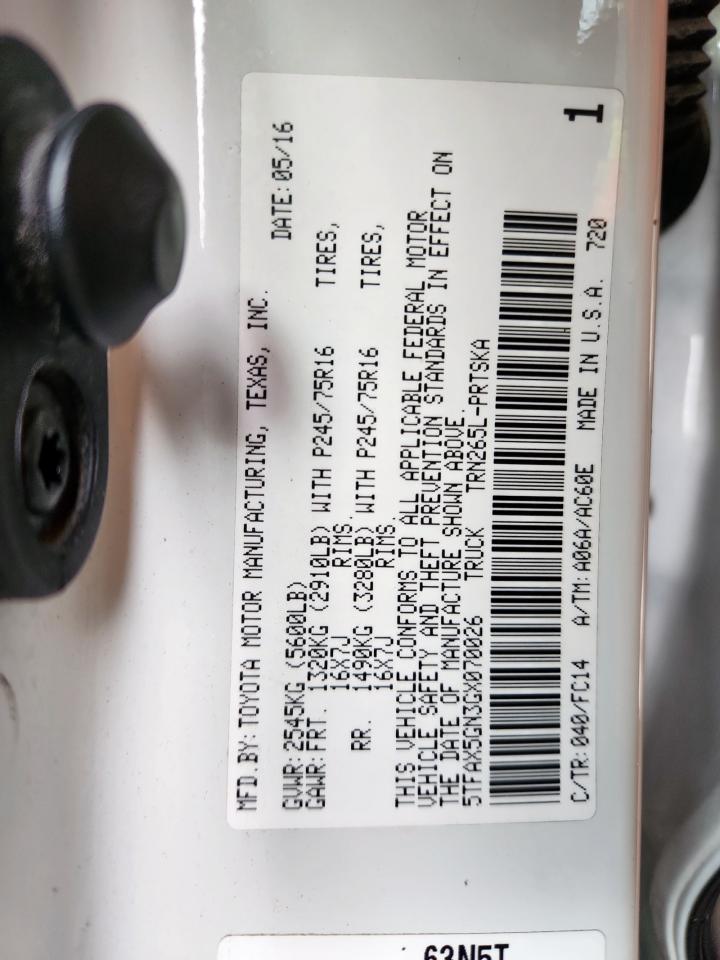 MFD.BY: TOYOTA MOTOR MANUFACTURING, TEXAS, INC.
DATE: 05/16
GVWR: 2545KG (5600LB)
GAWR: FRT. 1320KG (2910LB) WITH P245/75R16 TIRES,
16X7J RIMS.
RR. 1490KG (3280LB) WITH P245/75R16 TIRES,
16X7J RIMS.
THIS VEHICLE CONFORMS TO ALL APPLICABLE FEDERAL MOTOR
VEHICLE SAFETY AND THEFT PREVENTION STANDARDS IN EFFECT ON
THE DATE OF MANUFACTURE SHOWN ABOVE.
5TFAX5GN3GX070026 TRUCK TRN265L-PRTSKA
C/TR: 040/FC14 A/TM: A06A/AC60E MADE IN U.S.A. 720
1
63N5T